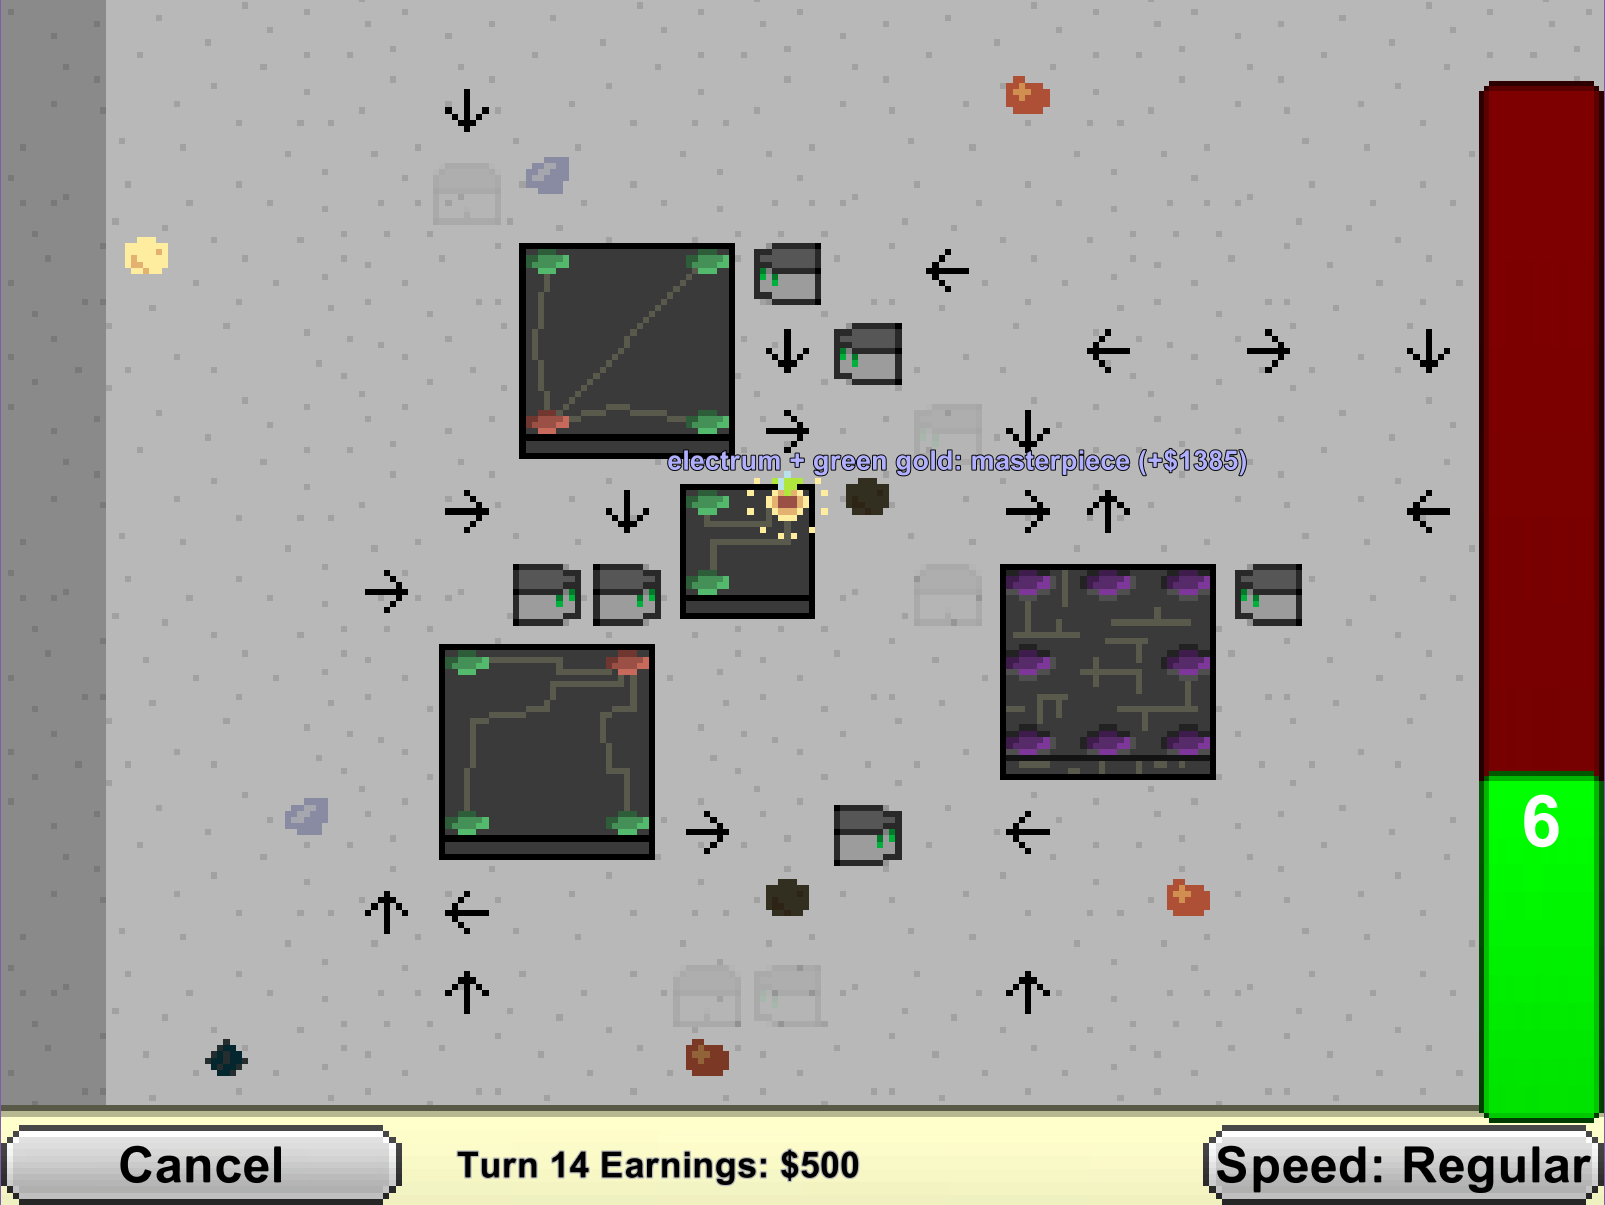 electrum + green gold: masterpiece (+$1385)
6
Cancel
Turn 14 Earnings: $500
Speed: Regular